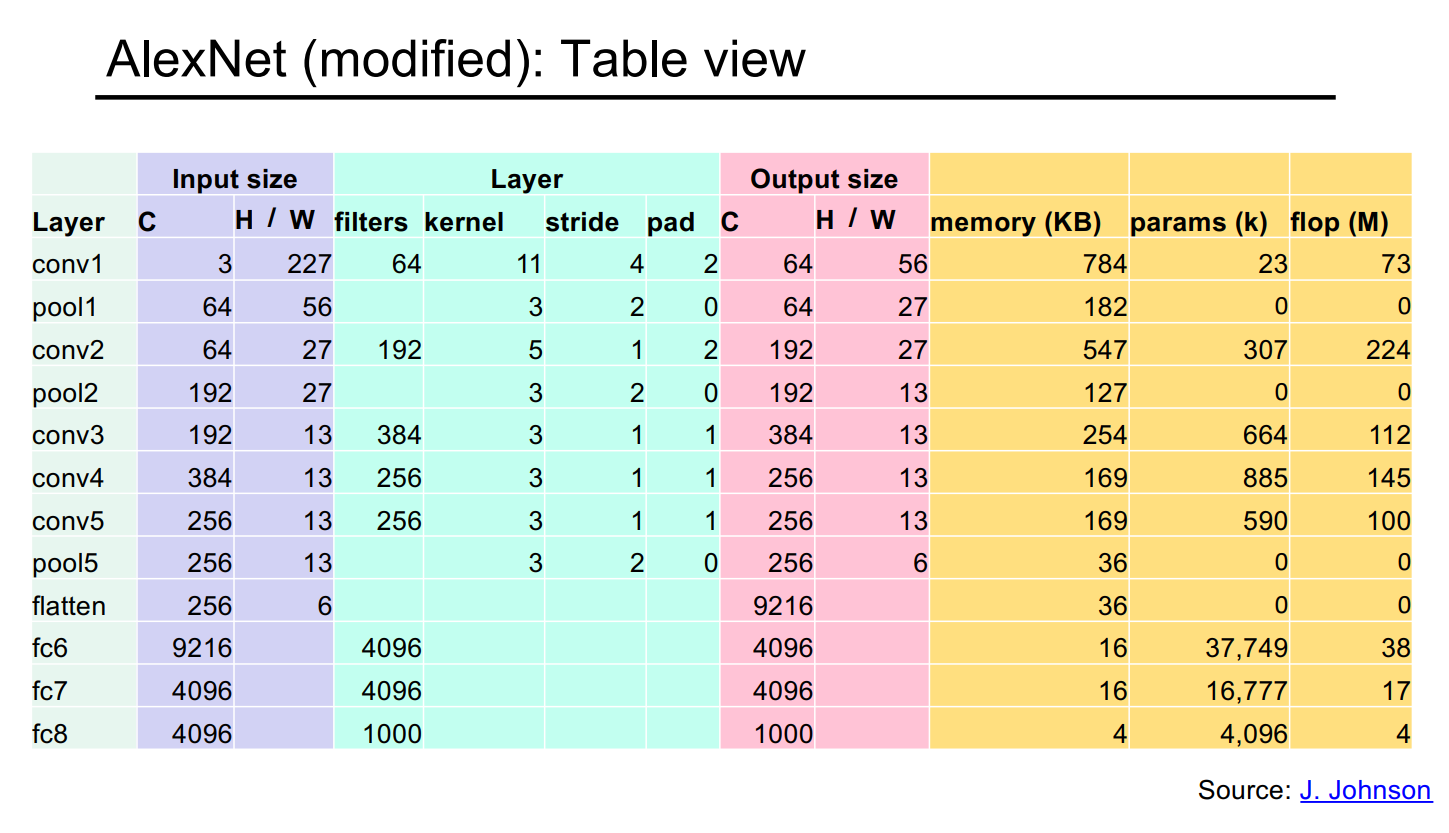 AlexNet (modified): Table view
Input size Layer Output size
Layer C H / W filters kernel stride pad C H / W memory (KB) params (k) flop (M)
conv1 3 227 64 11 4 2 64 56 784 23 73
pool1 64 56 3 2 0 64 27 182 0 0
conv2 64 27 192 5 1 2 192 27 547 307 224
pool2 192 27 3 2 0 192 13 127 0 0
conv3 192 13 384 3 1 1 384 13 254 664 112
conv4 384 13 256 3 1 1 256 13 169 885 145
conv5 256 13 256 3 1 1 256 13 169 590 100
pool5 256 13 3 2 0 256 6 36 0 0
flatten 256 6 9216 36 0 0
fc6 9216 4096 4096 16 37,749 38
fc7 4096 4096 4096 16 16,777 17
fc8 4096 1000 1000 4 4,096 4
Source: J. Johnson